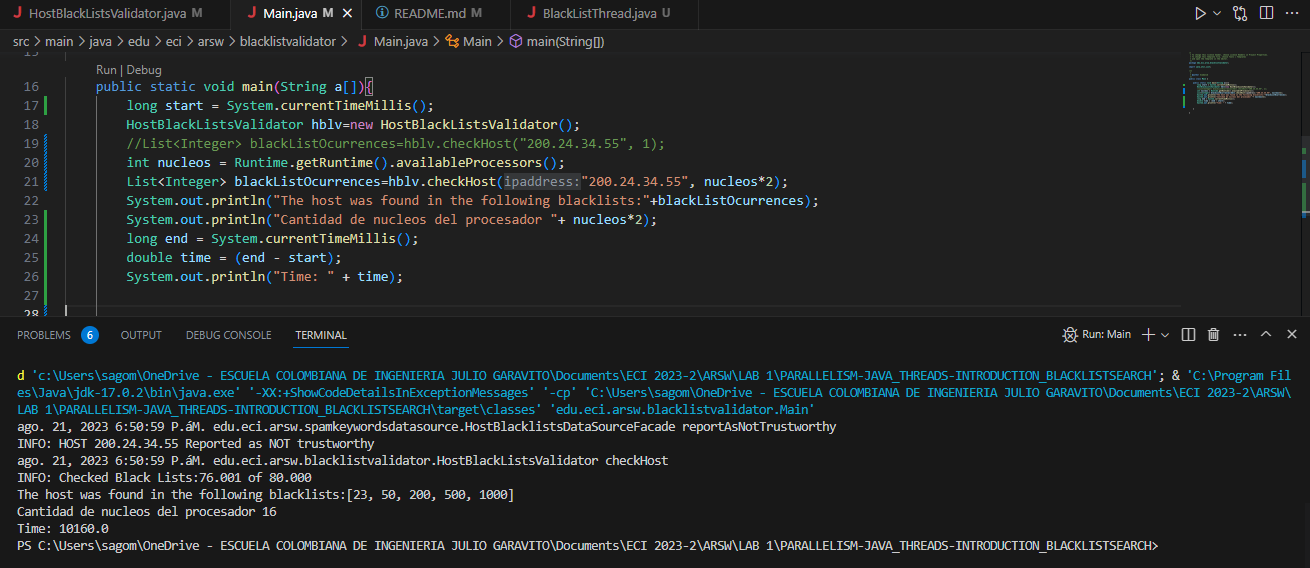 HostBlackListsValidator.java M
Main.java M
README.md M
BlackListThread.java U
src > main > java > edu > eci > arsw > blacklistvalidator > Main.java > Main > main(String[])
Run | Debug
16 public static void main(String a[]){
17 long start = System.currentTimeMillis();
18 HostBlackListsValidator hblv=new HostBlackListsValidator();
19 //List<Integer> blackListOcurrences=hblv.checkHost("200.24.34.55", 1);
20 int nucleos = Runtime.getRuntime().availableProcessors();
21 List<Integer> blackListOcurrences=hblv.checkHost(ipaddress:"200.24.34.55", nucleos*2);
22 System.out.println("The host was found in the following blacklists:"+blackListOcurrences);
23 System.out.println("Cantidad de nucleos del procesador "+ nucleos*2);
24 long end = System.currentTimeMillis();
25 double time = (end - start);
26 System.out.println("Time: " + time);
27
28
PROBLEMS 6 OUTPUT DEBUG CONSOLE TERMINAL Run: Main
d 'c:\Users\sagom\OneDrive - ESCUELA COLOMBIANA DE INGENIERIA JULIO GARAVITO\Documents\ECI 2023-2\ARSW\LAB 1\PARALLELISM-JAVA_THREADS-INTRODUCTION_BLACKLISTSEARCH'; & 'C:\Program Fil
es\Java\jdk-17.0.2\bin\java.exe' '-XX:+ShowCodeDetailsInExceptionMessages' '-cp' 'C:\Users\sagom\OneDrive - ESCUELA COLOMBIANA DE INGENIERIA JULIO GARAVITO\Documents\ECI 2023-2\ARSW\
LAB 1\PARALLELISM-JAVA_THREADS-INTRODUCTION_BLACKLISTSEARCH\target\classes' 'edu.eci.arsw.blacklistvalidator.Main'
ago. 21, 2023 6:50:59 P.áM. edu.eci.arsw.spamkeywordsdatasource.HostBlacklistsDataSourceFacade reportAsNotTrustworthy
INFO: HOST 200.24.34.55 Reported as NOT trustworthy
ago. 21, 2023 6:50:59 P.áM. edu.eci.arsw.blacklistvalidator.HostBlackListsValidator checkHost
INFO: Checked Black Lists:76.001 of 80.000
The host was found in the following blacklists:[23, 50, 200, 500, 1000]
Cantidad de nucleos del procesador 16
Time: 10160.0
PS C:\Users\sagom\OneDrive - ESCUELA COLOMBIANA DE INGENIERIA JULIO GARAVITO\Documents\ECI 2023-2\ARSW\LAB 1\PARALLELISM-JAVA_THREADS-INTRODUCTION_BLACKLISTSEARCH>